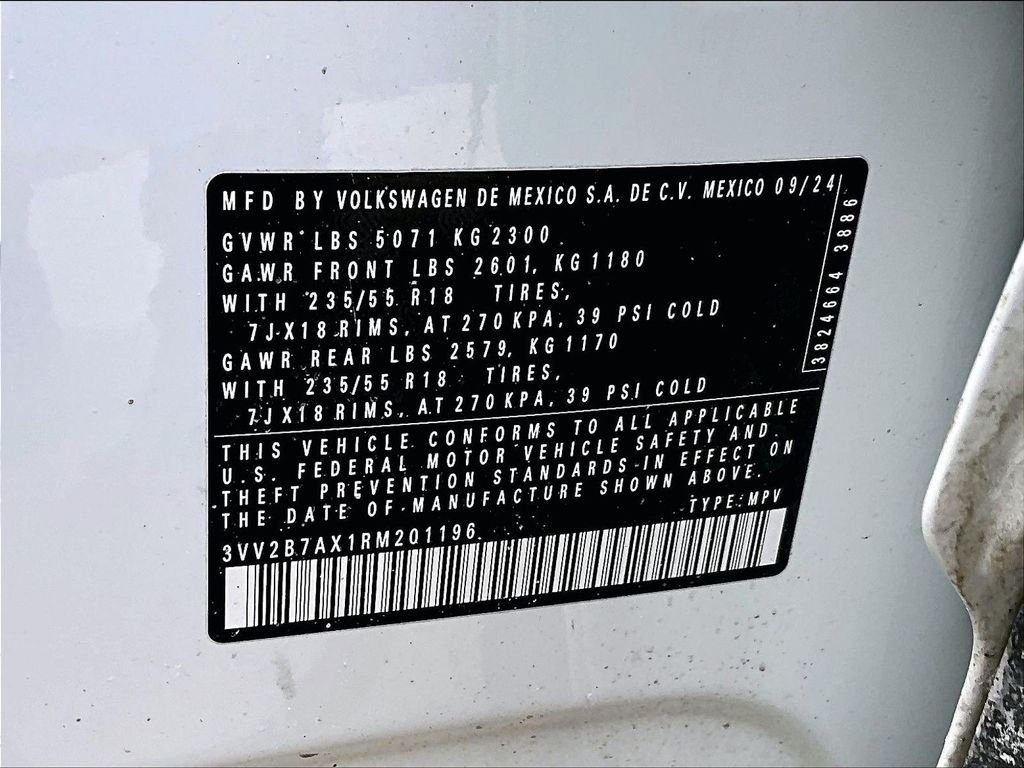 MFD BY VOLKSWAGEN DE MEXICO S.A. DE C.V. MEXICO 09/24
GVWR LBS 5071 KG 2300
GAWR FRONT LBS 2601, KG 1180
WITH 235/55 R18 TIRES,
7J X18 RIMS, AT 270 KPA, 39 PSI COLD
GAWR REAR LBS 2579, KG 1170
WITH 235/55 R18 TIRES,
7J X18 RIMS, AT 270 KPA, 39 PSI COLD
3824664 3886
THIS VEHICLE CONFORMS TO ALL APPLICABLE
U.S. FEDERAL MOTOR VEHICLE SAFETY AND
THEFT PREVENTION STANDARDS IN EFFECT ON
THE DATE OF MANUFACTURE SHOWN ABOVE.
TYPE: MPV
3VV2B7AX1RM201196